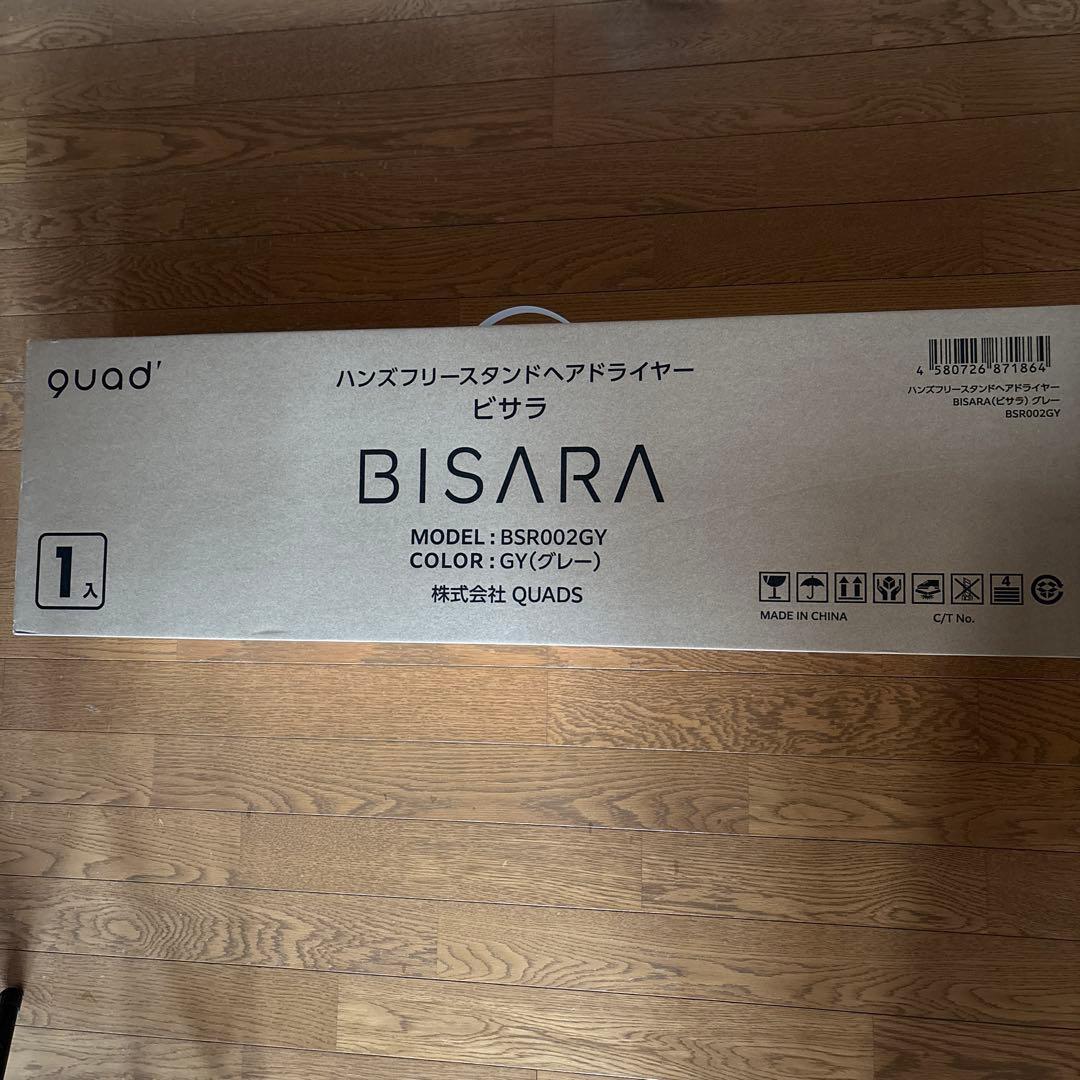 quad'
ハンズフリースタンドヘアドライヤー
ビサラ
BISARA
MODEL : BSR002GY
COLOR : GY(グレー)
株式会社 QUADS
1入
4 580726 871864
ハンズフリースタンドヘアドライヤー
BISARA(ビサラ) グレー
BSR002GY
4
MADE IN CHINA
C/T No.